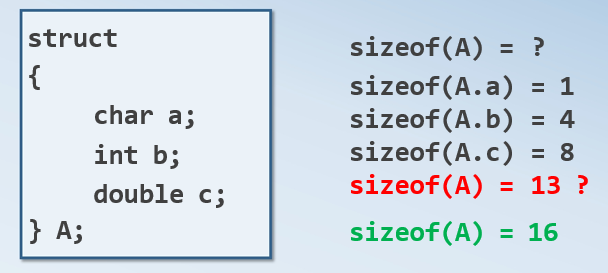 struct
{
char a;
int b;
double c;
} A;
sizeof(A) = ?
sizeof(A.a) = 1
sizeof(A.b) = 4
sizeof(A.c) = 8
sizeof(A) = 13 ?
sizeof(A) = 16